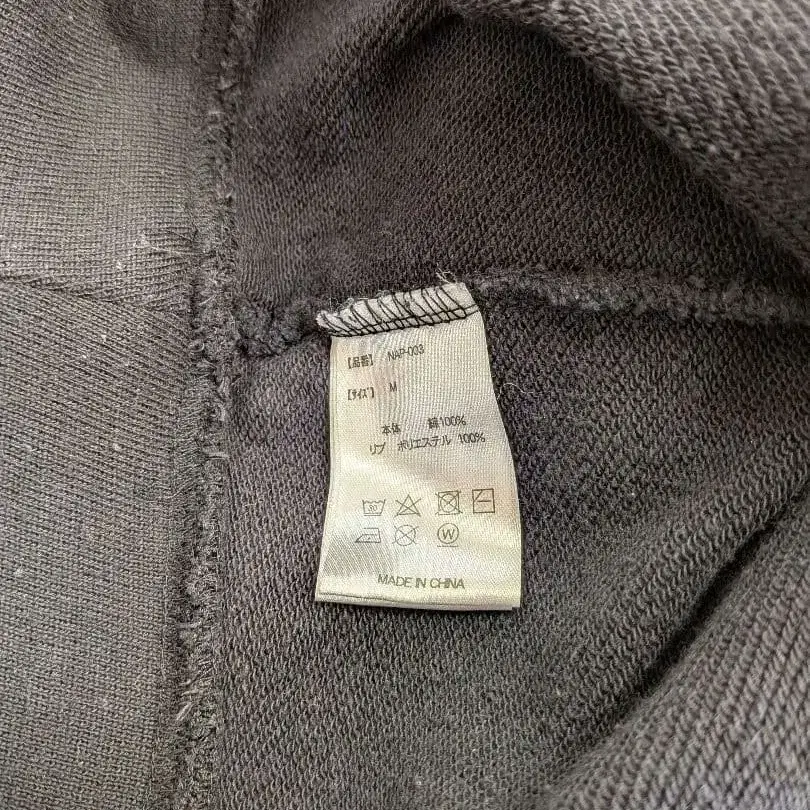 【品番】 NAP-003
【サイズ】 M
本体 綿100%
リブ ポリエステル 100%
30
W
MADE IN CHINA